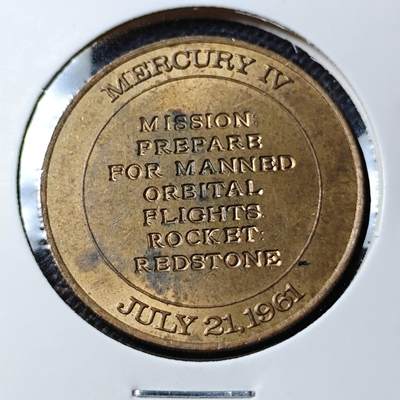 MERCURY IV
MISSION:
PREPARE
FOR MANNED
ORBITAL
FLIGHTS
ROCKET:
REDSTONE
JULY 21, 1961